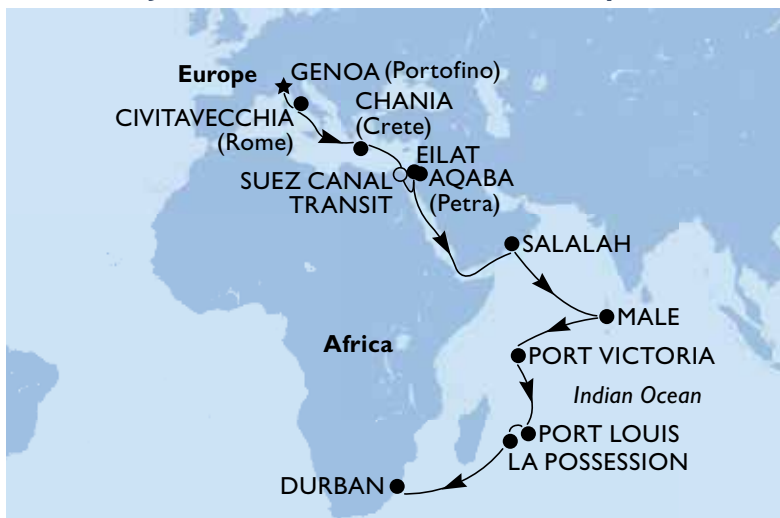 Europe
GENOA (Portofino)
CIVITAVECCHIA
(Rome)
CHANIA
(Crete)
EILAT
SUEZ CANAL
TRANSIT
AQABA
(Petra)
SALALAH
MALE
Africa
PORT VICTORIA
Indian Ocean
PORT LOUIS
LA POSSESSION
DURBAN